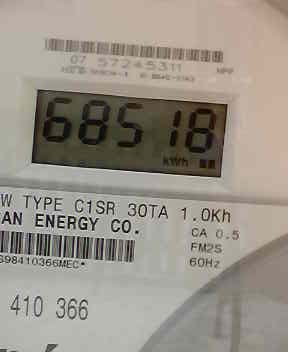 07 57245311
68518
kWh
W TYPE C1SR 30TA 1.0Kh
AN ENERGY CO.
CA 0.5
FM2S
S98410366MEC*
60Hz
410 366